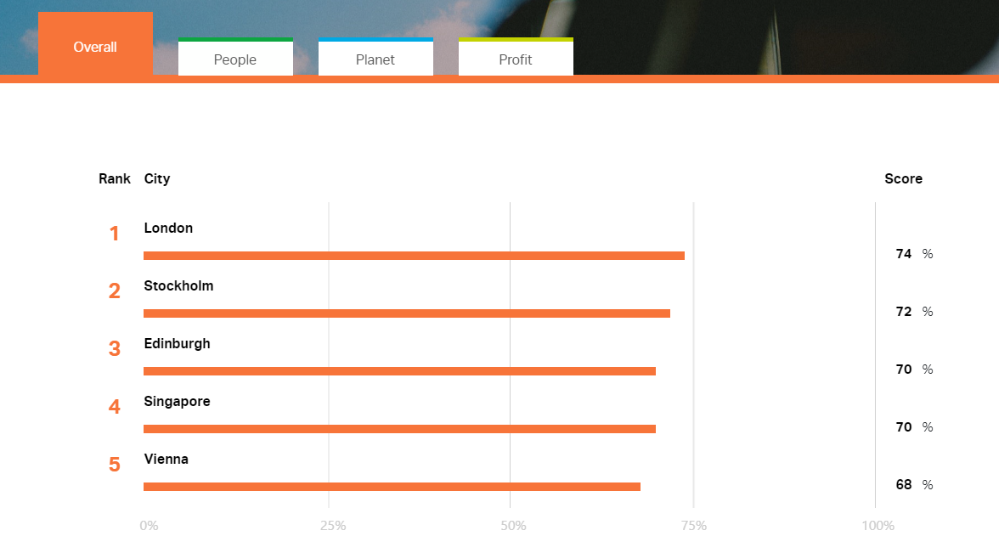 Overall
People
Planet
Profit
Rank City Score
1 London
74 %
2 Stockholm
72 %
3 Edinburgh
70 %
4 Singapore
70 %
5 Vienna
68 %
0% 25% 50% 75% 100%